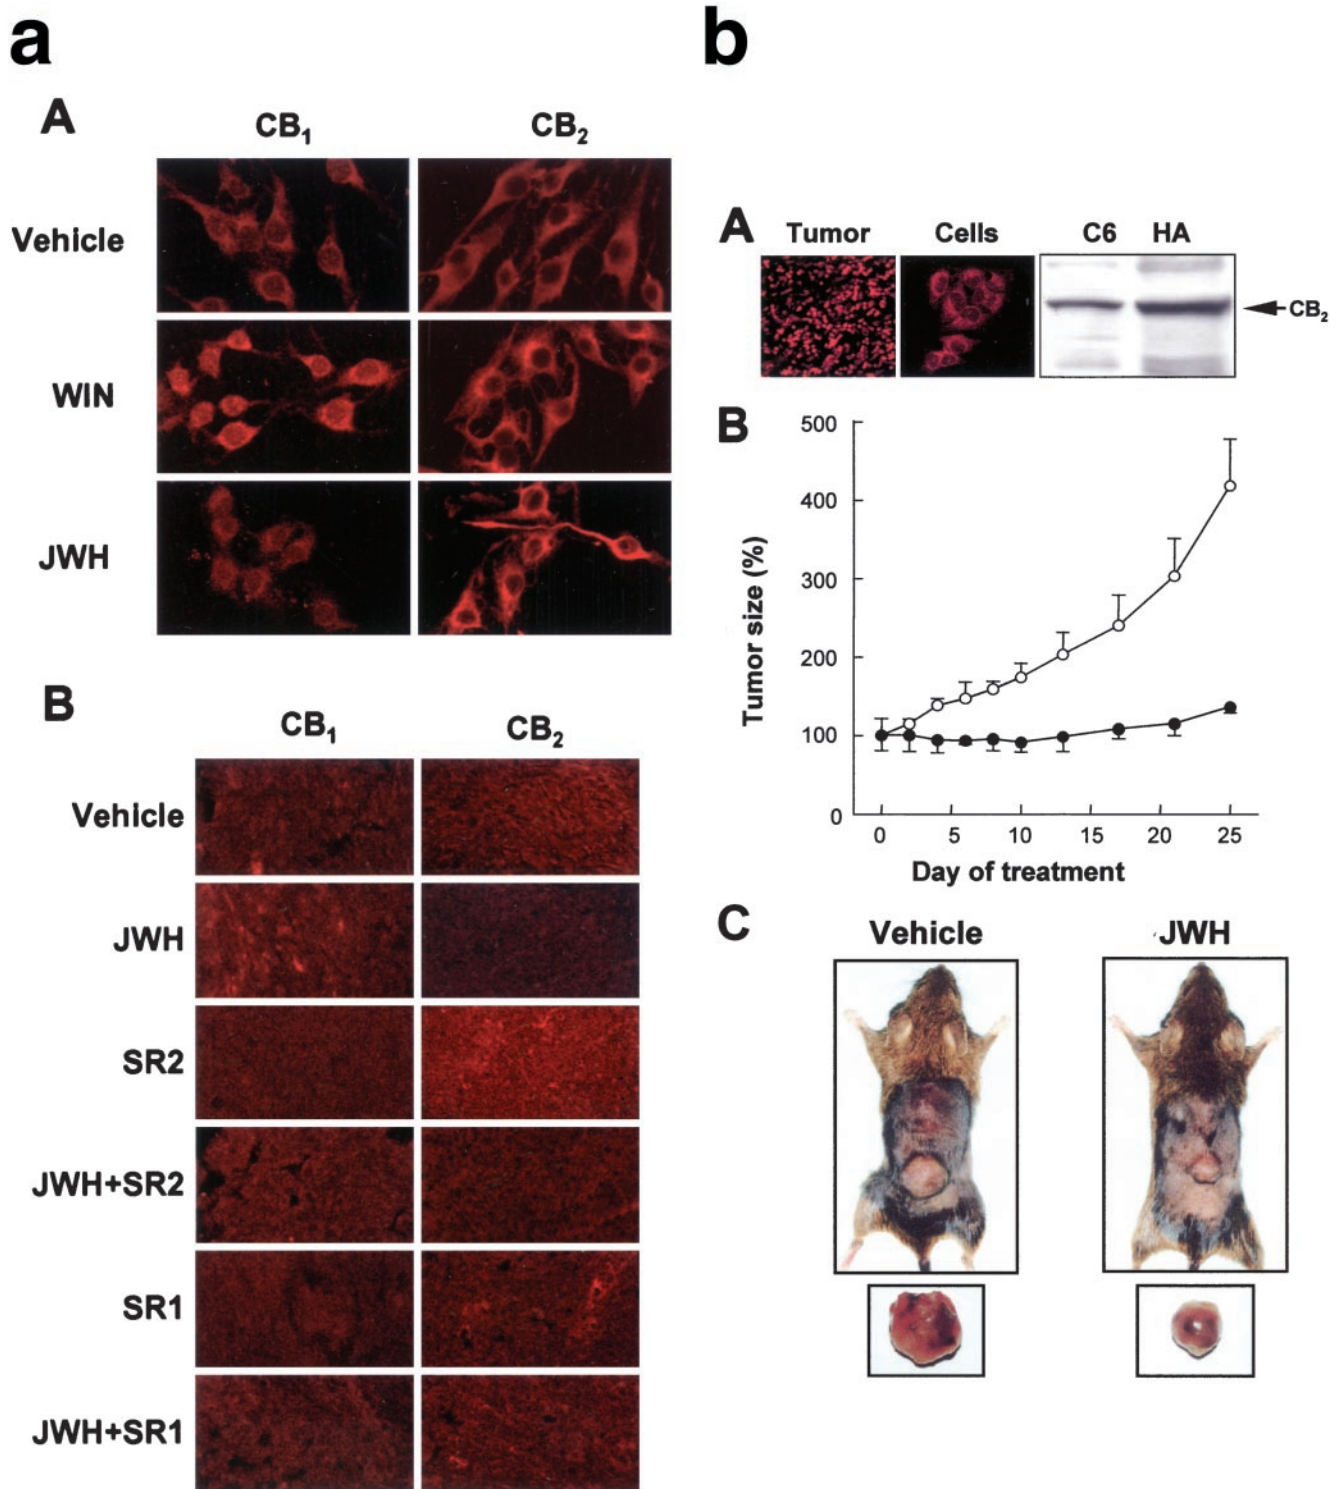 a
A
CB₁ CB₂
Vehicle
WIN
JWH
B
CB₁ CB₂
Vehicle
JWH
SR2
JWH+SR2
SR1
JWH+SR1
b
A
Tumor Cells C6 HA
CB₂
B
500
400
300
200
100
0
Tumor size (%)
0 5 10 15 20 25
Day of treatment
C
Vehicle JWH